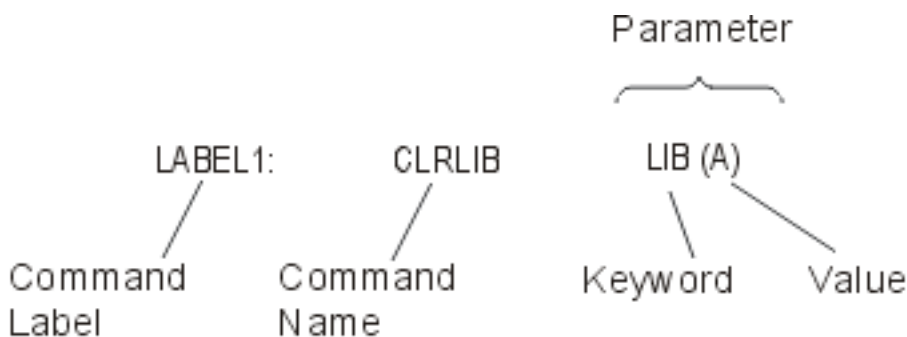 Parameter
LABEL1: CLRLIB LIB (A)
Command Label
Command Name
Keyword
Value